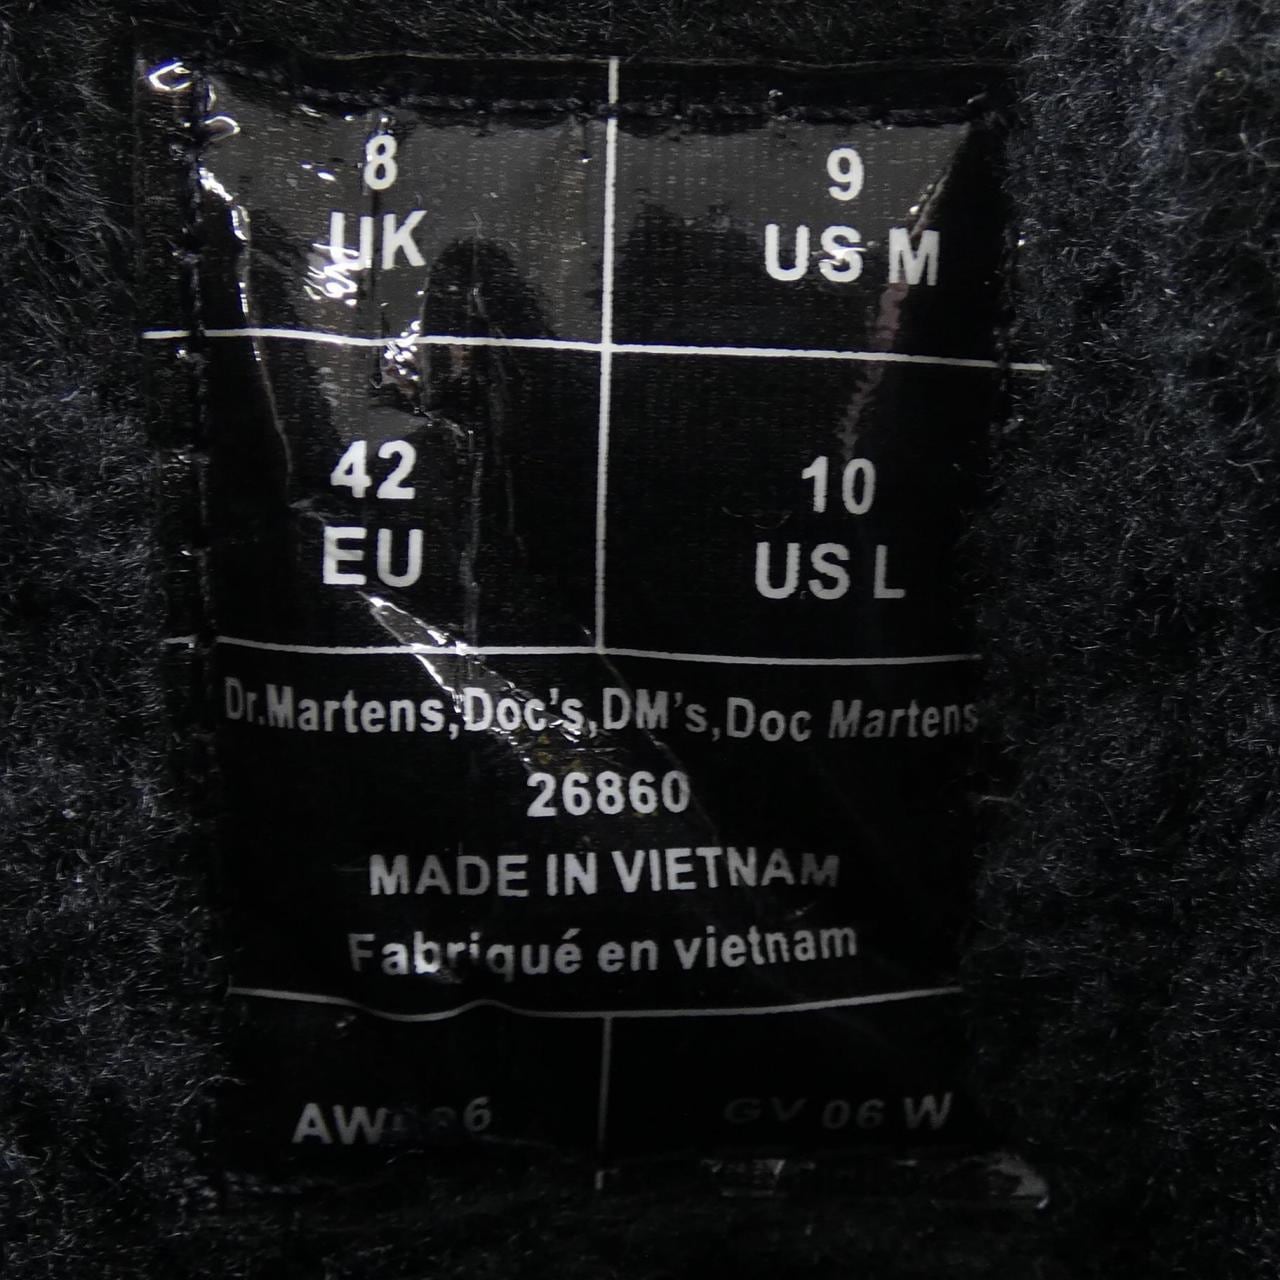 8
UK
9
US M
42
EU
10
US L
Dr.Martens,Doc's,DM's,Doc Martens
26860
MADE IN VIETNAM
Fabriqué en vietnam
GV 06 W